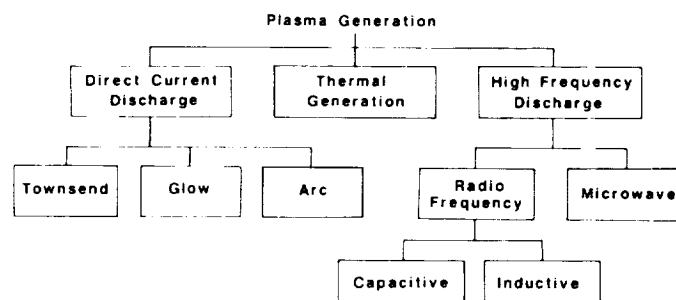 Plasma Generation
Direct Current
Discharge
Thermal
Generation
High Frequency
Discharge
Townsend
Glow
Arc
Radio
Frequency
Microwave
Capacitive
Inductive